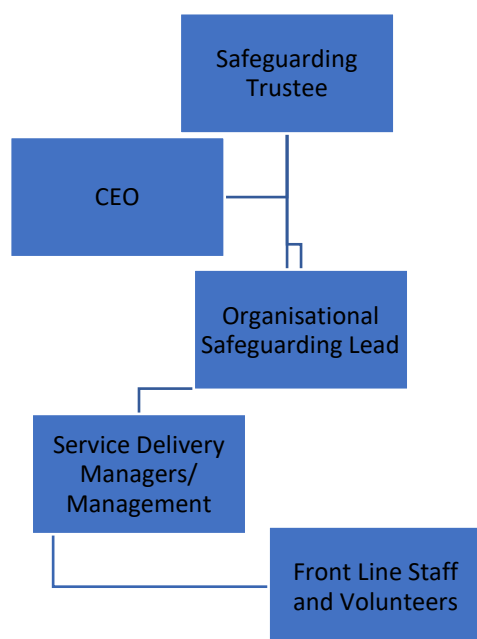 Safeguarding
Trustee
CEO
Organisational
Safeguarding Lead
Service Delivery
Managers/
Management
Front Line Staff
and Volunteers